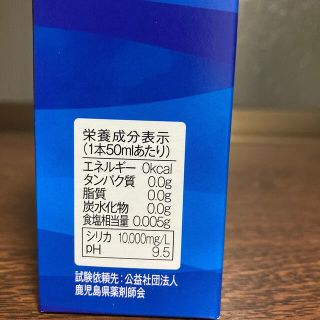 栄養成分表示
(1本50mlあたり)
エネルギー 0kcal
タンパク質 0.0g
脂質 0.0g
炭水化物 0.0g
食塩相当量 0.005g
シリカ 10,000mg/L
pH 9.5
試験依頼先:公益社団法人
鹿児島県薬剤師会